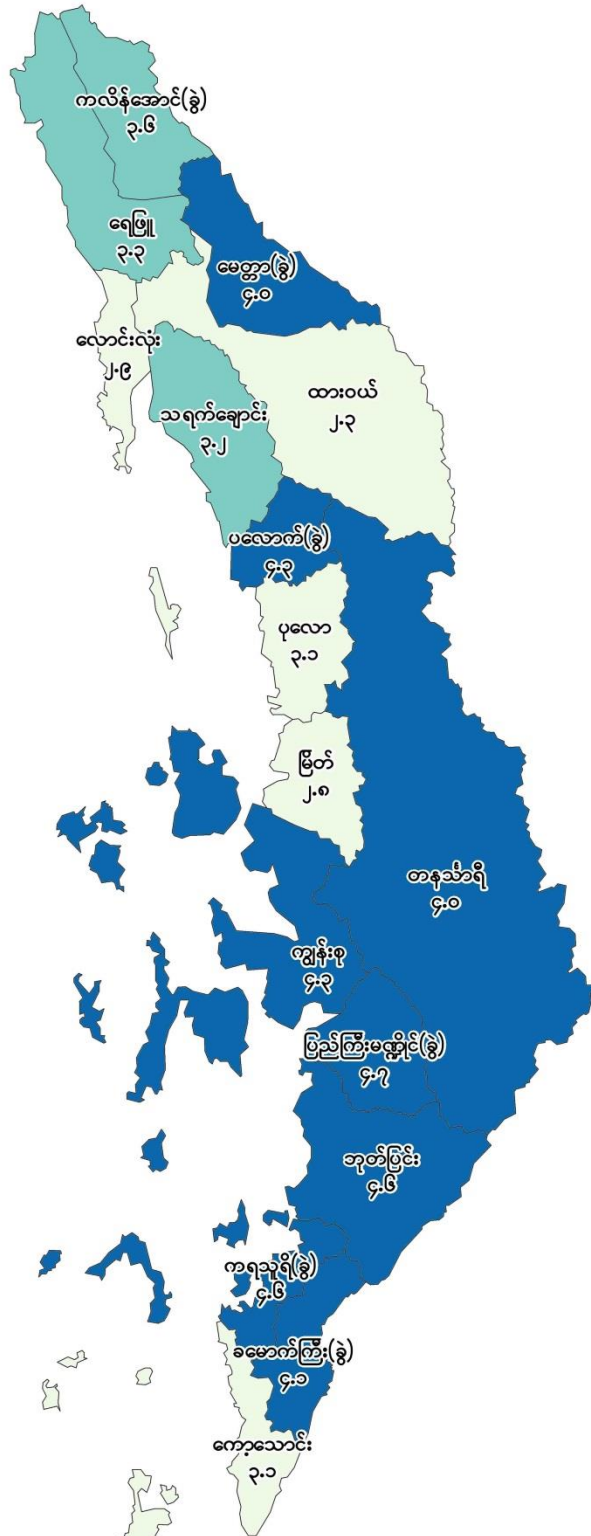 ကလိန်အောင်(ခွဲ)
၃.၆
ရေဖြူ
၃.၃
မေတ္တာ(ခွဲ)
၄.၀
လောင်းလုံး
၂.၉
ထားဝယ်
၂.၃
သရက်ချောင်း
၃.၂
ပလောက်(ခွဲ)
၄.၃
ပုလော
၃.၁
မြိတ်
၂.၈
တနင်္သာရီ
၄.၀
ကျွန်းစု
၄.၃
ပြည်ကြီးမဏ္ဍိုင်(ခွဲ)
၄.၇
ဘုတ်ပြင်း
၄.၆
ကရသူရိ(ခွဲ)
၄.၆
ခမောက်ကြီး(ခွဲ)
၄.၁
ကော့သောင်း
၃.၁